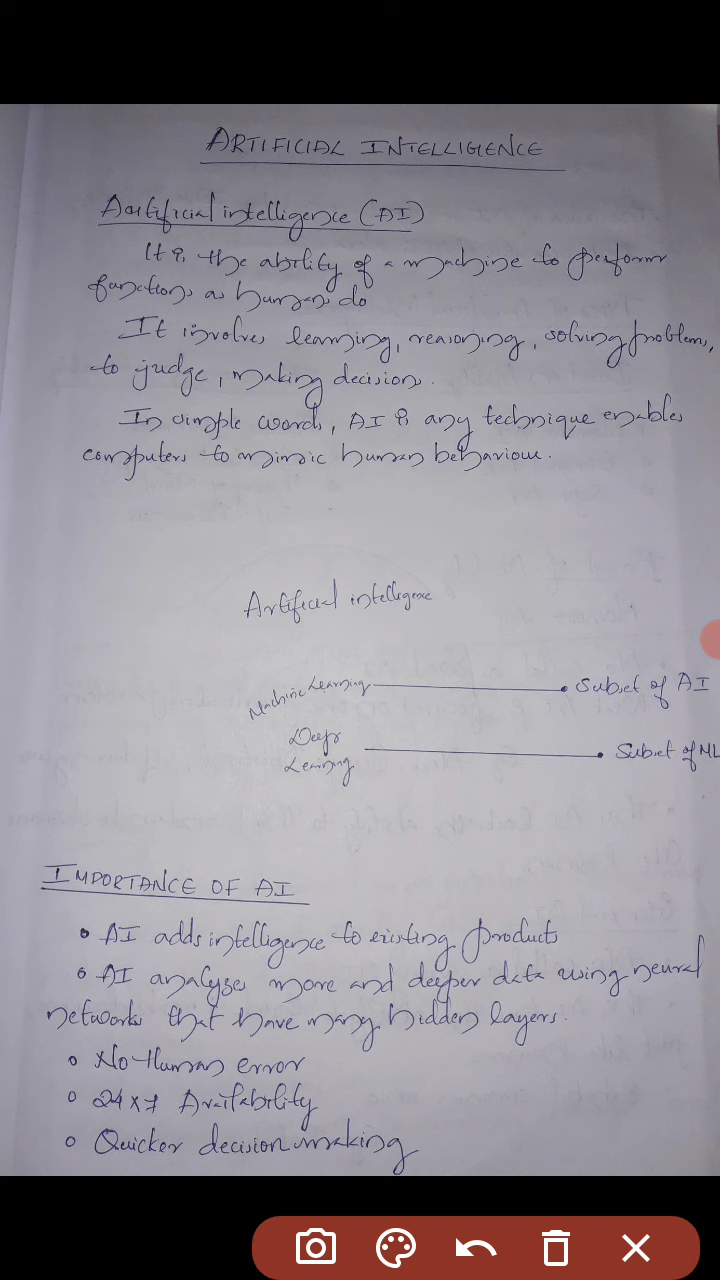 ARTIFICIAL INTELLIGENCE
Artificial intelligence (AI)
It is the ability of a machine to perform
functions as humans do
It involves learning, reasoning, solving problems,
to judge, making decision.
In simple words, AI is any technique enables
computers to mimic human behaviour.
Artificial intelligence
Machine Learning Subset of AI
Deep Subset of ML
Learning
IMPORTANCE OF AI
• AI adds intelligence to existing products
• AI analyse more and deeper data using neural
networks that have many hidden layers.
• No Human error
• 24x7 Availability
• Quicker decision making